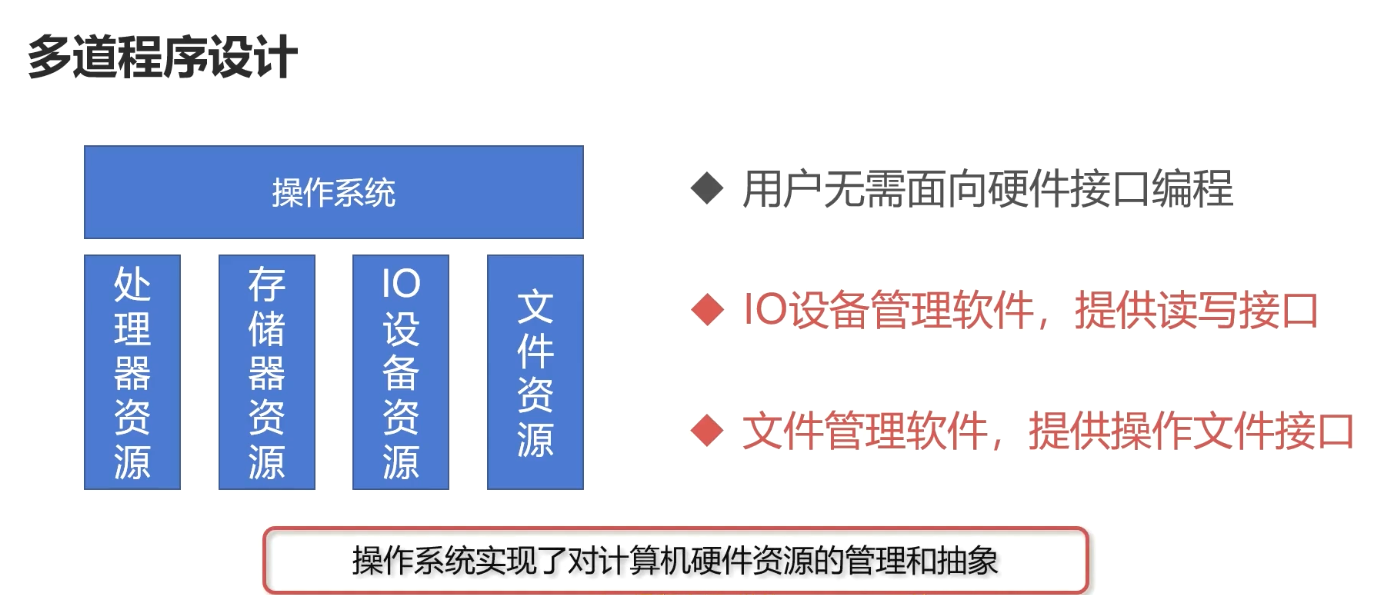 多道程序设计
操作系统
处理器资源
存储器资源
IO设备资源
文件资源
用户无需面向硬件接口编程
IO设备管理软件，提供读写接口
文件管理软件，提供操作文件接口
操作系统实现了对计算机硬件资源的管理和抽象